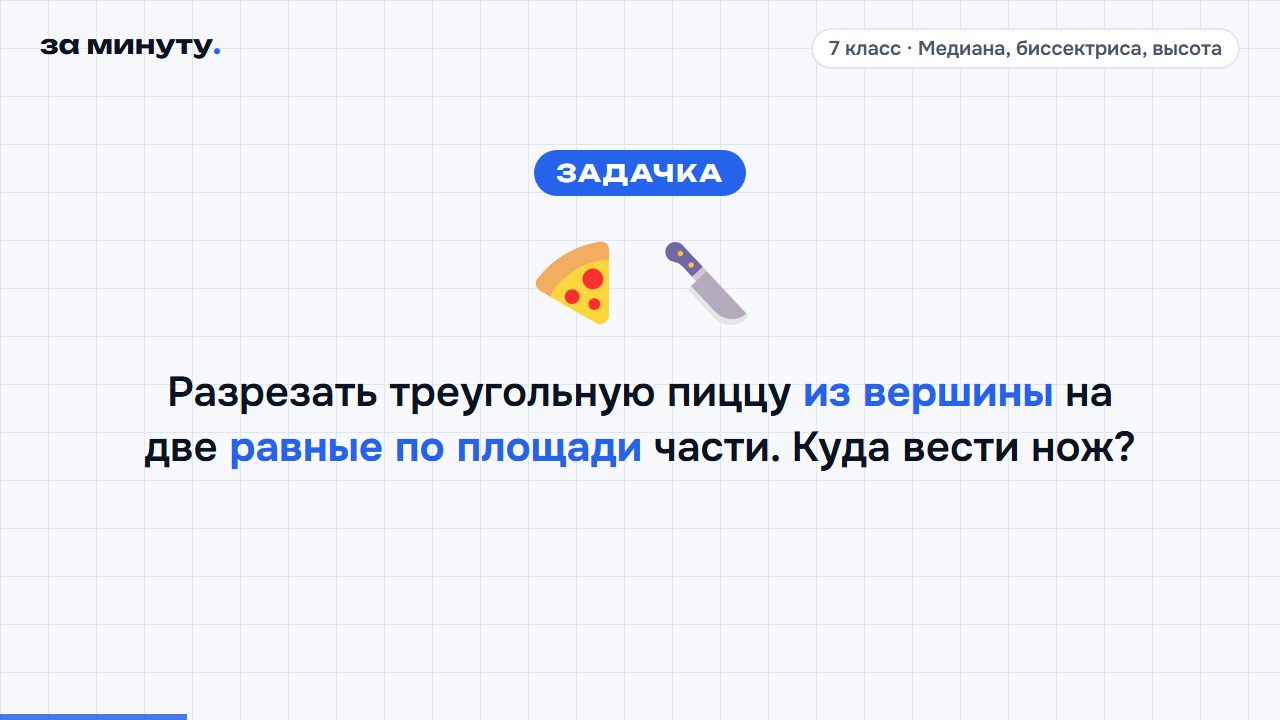 за минуту.
7 класс · Медиана, биссектриса, высота
ЗАДАЧКА
Разрезать треугольную пиццу из вершины на
две равные по площади части. Куда вести нож?